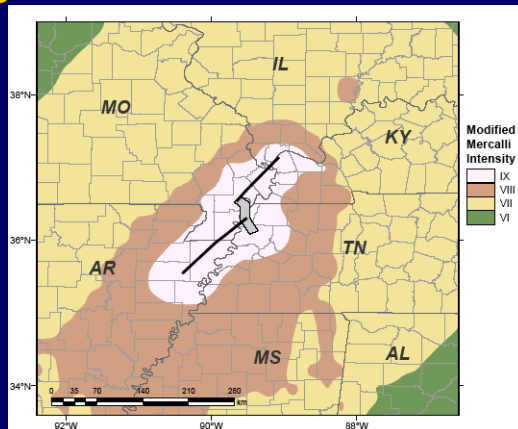 IL
MO
38°N
KY
Modified
Mercalli
Intensity
IX
VIII
VII
VI
36°N
TN
AR
MS
AL
34°N
0 35 70 140 210 280
km
92°W 90°W 88°W